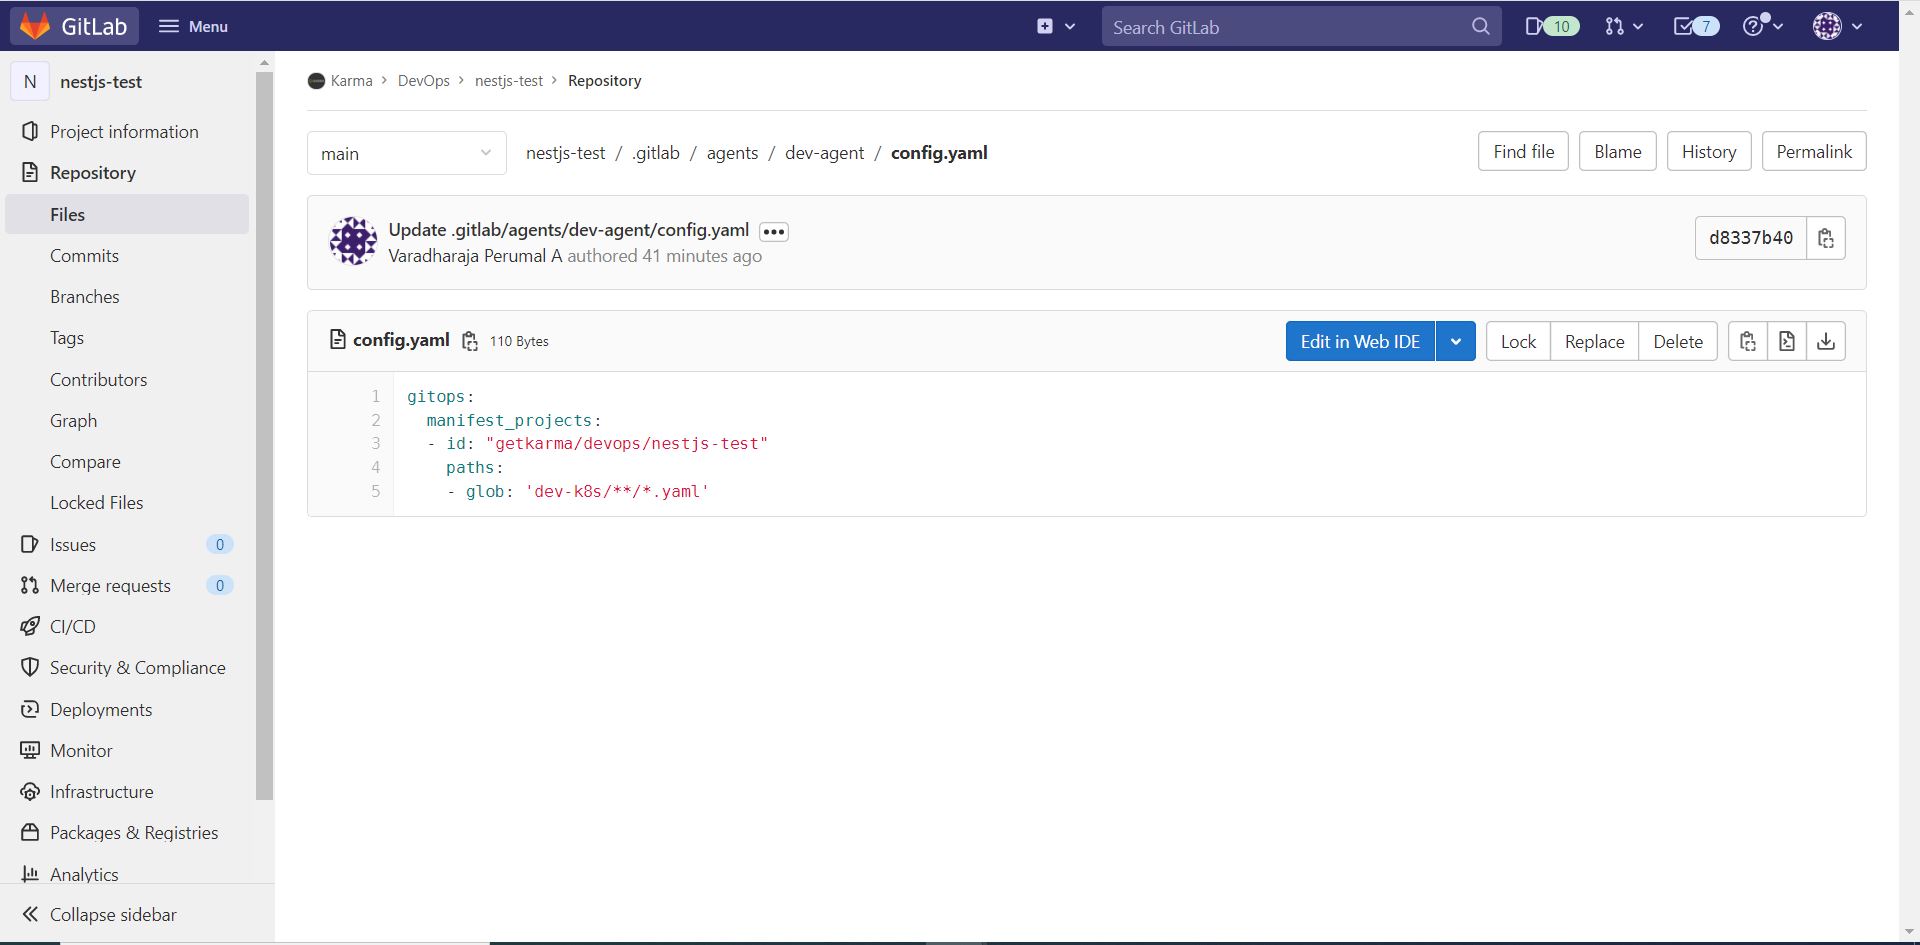 GitLab Menu Search GitLab 10 7
N nestjs-test
Project information
Repository
Files
Commits
Branches
Tags
Contributors
Graph
Compare
Locked Files
Issues 0
Merge requests 0
CI/CD
Security & Compliance
Deployments
Monitor
Infrastructure
Packages & Registries
Analytics
Collapse sidebar
Karma > DevOps > nestjs-test > Repository
main nestjs-test / .gitlab / agents / dev-agent / config.yaml Find file Blame History Permalink
Update .gitlab/agents/dev-agent/config.yaml
Varadharaja Perumal A authored 41 minutes ago
d8337b40
config.yaml 110 Bytes Edit in Web IDE Lock Replace Delete
1 gitops:
2   manifest_projects:
3   - id: "getkarma/devops/nestjs-test"
4     paths:
5     - glob: 'dev-k8s/**/*.yaml'